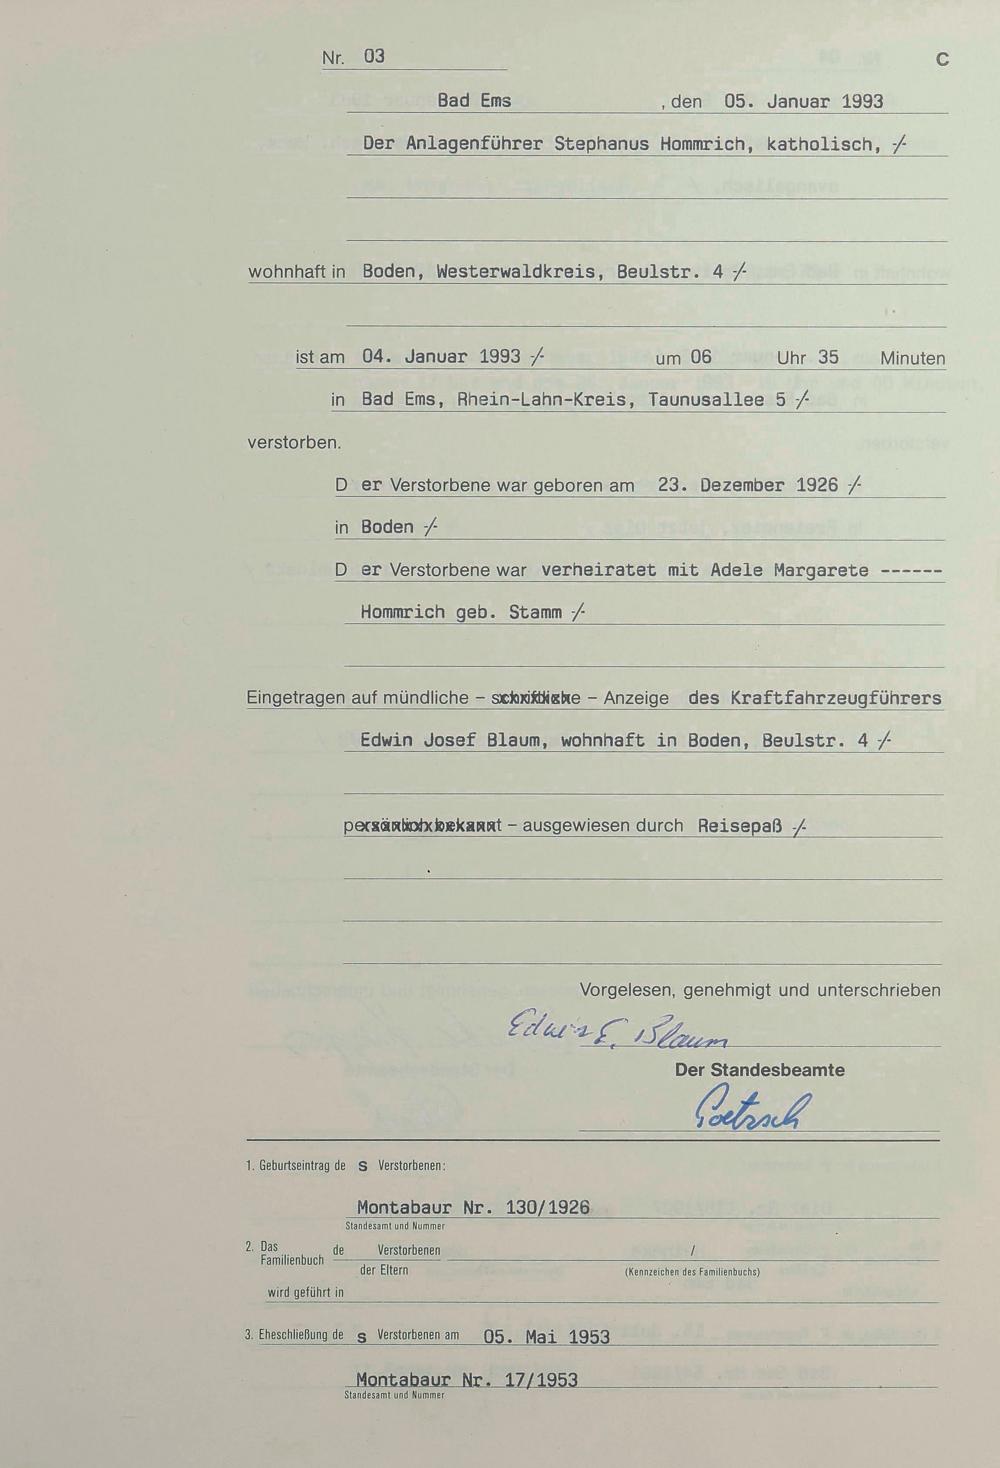 Nr. 03
C
Bad Ems , den 05. Januar 1993
Der Anlagenführer Stephanus Hommrich, katholisch, -/-
wohnhaft in Boden, Westerwaldkreis, Beulstr. 4 -/-
ist am 04. Januar 1993 -/- um 06 Uhr 35 Minuten
in Bad Ems, Rhein-Lahn-Kreis, Taunusallee 5 -/-
verstorben.
D er Verstorbene war geboren am 23. Dezember 1926 -/-
in Boden -/-
D er Verstorbene war verheiratet mit Adele Margarete ------
Hommrich geb. Stamm -/-
Eingetragen auf mündliche – schriftliche – Anzeige des Kraftfahrzeugführers
Edwin Josef Blaum, wohnhaft in Boden, Beulstr. 4 -/-
persönlich bekannt – ausgewiesen durch Reisepaß -/-
Vorgelesen, genehmigt und unterschrieben
Blaum
Der Standesbeamte
1. Geburtseintrag de s Verstorbenen:
Montabaur Nr. 130/1926
Standesamt und Nummer
2. Das Familienbuch de Verstorbenen /
der Eltern (Kennzeichen des Familienbuchs)
wird geführt in
3. Eheschließung de s Verstorbenen am 05. Mai 1953
Montabaur Nr. 17/1953
Standesamt und Nummer